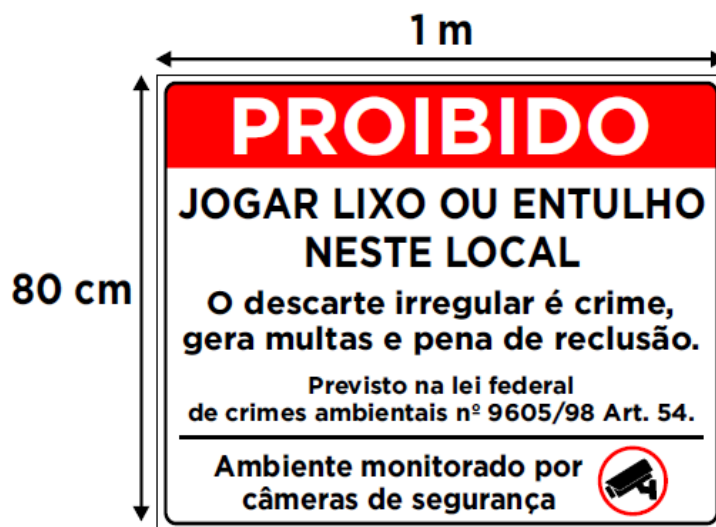 1 m
80 cm
PROIBIDO
JOGAR LIXO OU ENTULHO
NESTE LOCAL
O descarte irregular é crime,
gera multas e pena de reclusão.
Previsto na lei federal
de crimes ambientais nº 9605/98 Art. 54.
Ambiente monitorado por
câmeras de segurança